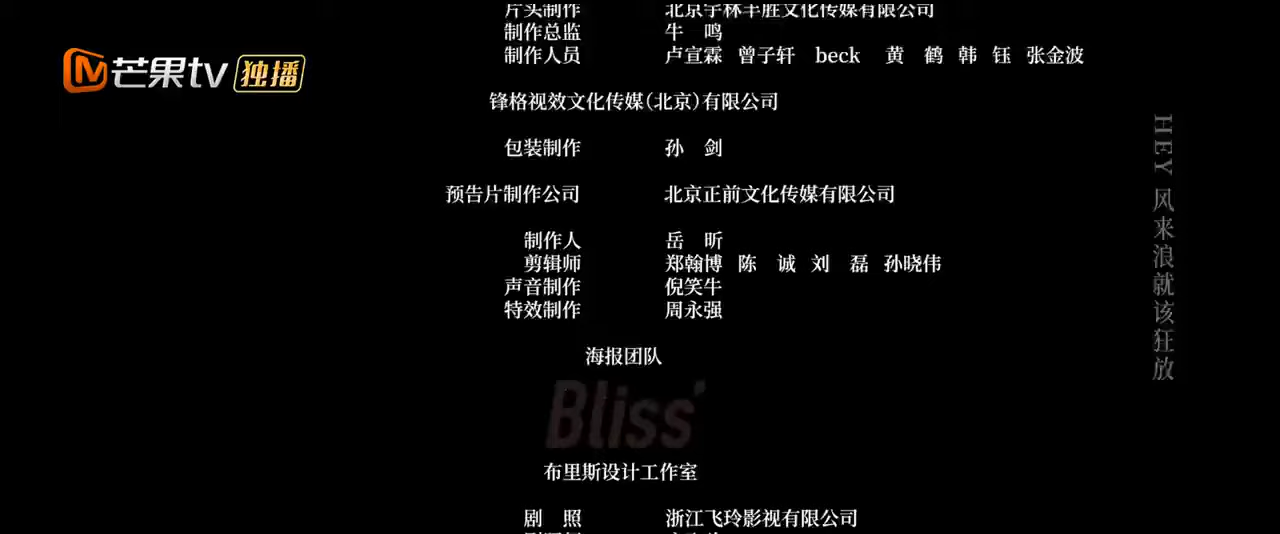 片头制作 北京宇林丰胜文化传媒有限公司
制作总监 牛 鸣
制作人员 卢宣霖 曾子轩 beck 黄 鹤 韩 钰 张金波
芒果tv 独播
锋格视效文化传媒(北京)有限公司
包装制作 孙 剑
预告片制作公司 北京正前文化传媒有限公司
制作人 岳 昕
剪辑师 郑翰博 陈 诚 刘 磊 孙晓伟
声音制作 倪笑牛
特效制作 周永强
海报团队
Bliss'
布里斯设计工作室
剧 照 浙江飞玲影视有限公司
HEY 风来浪就该狂放